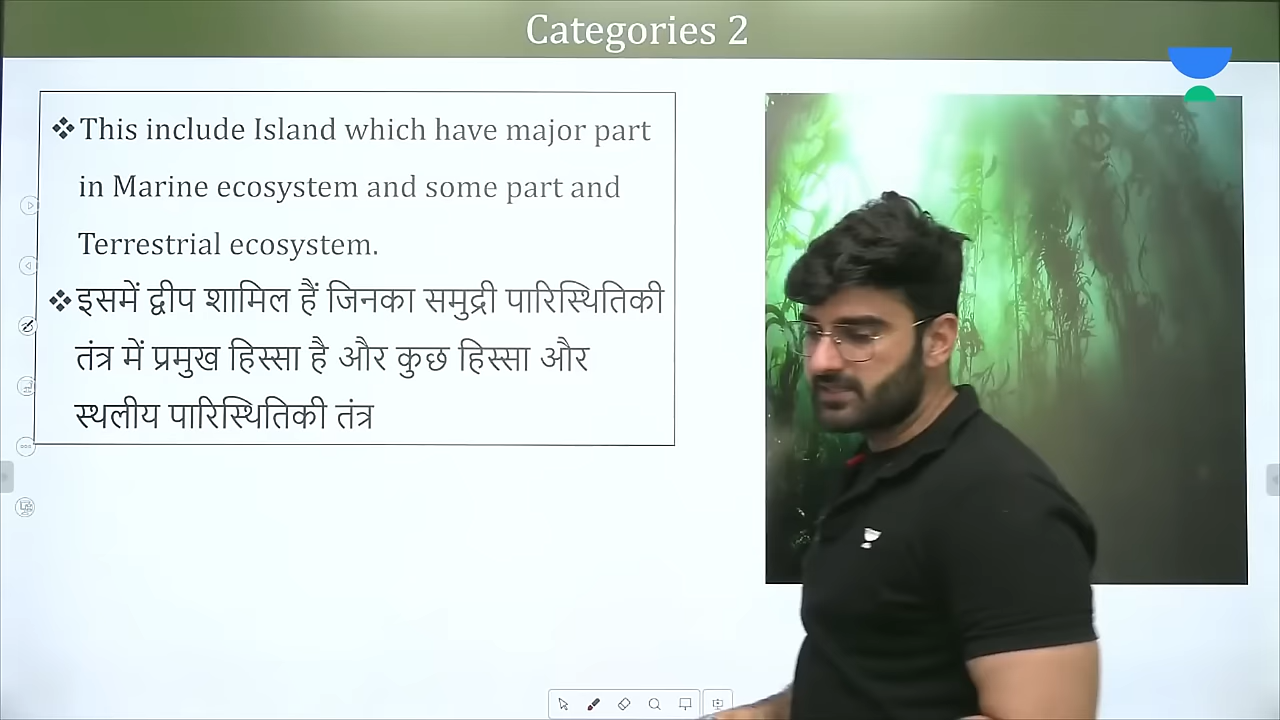 Categories 2
❖This include Island which have major part
in Marine ecosystem and some part and
Terrestrial ecosystem.
❖इसमें द्वीप शामिल हैं जिनका समुद्री पारिस्थितिकी
तंत्र में प्रमुख हिस्सा है और कुछ हिस्सा और
स्थलीय पारिस्थितिकी तंत्र